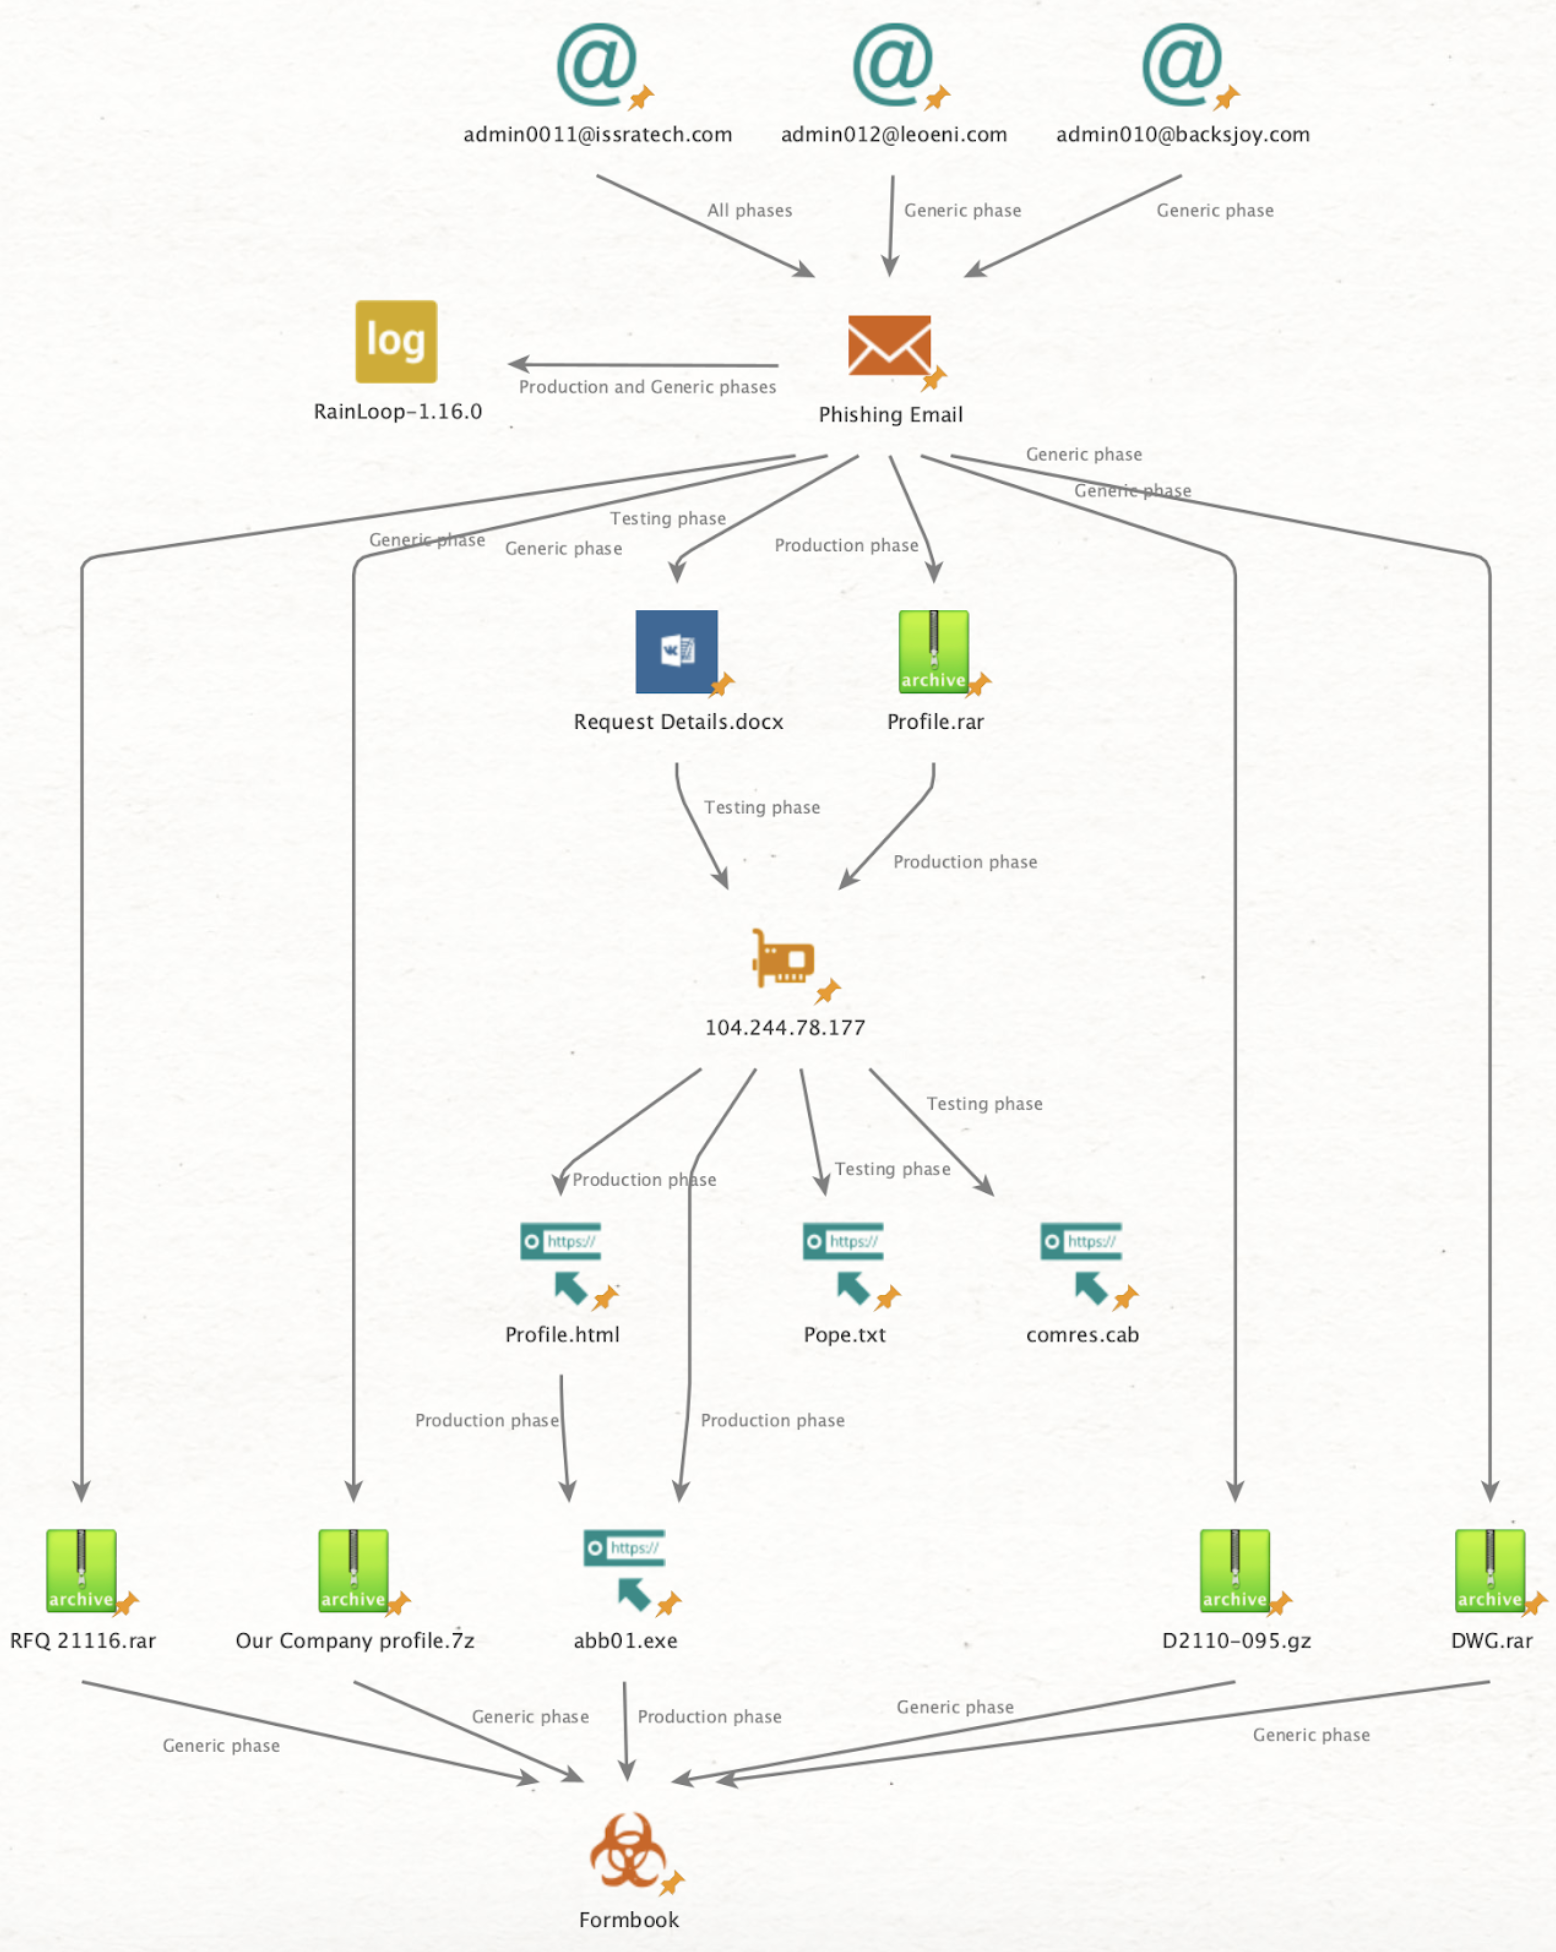 @ @ @
admin0011@issratech.com admin012@leoeni.com admin010@backsjoy.com
All phases Generic phase Generic phase
log
Production and Generic phases
RainLoop-1.16.0 Phishing Email
Generic phase
Generic phase
Testing phase
Generic phase Generic phase Production phase
archive
Request Details.docx Profile.rar
Testing phase
Production phase
104.244.78.177
Testing phase
Testing phase
Production phase
https:// https:// https://
Profile.html Pope.txt comres.cab
Production phase Production phase
https://
archive archive archive archive
RFQ 21116.rar Our Company profile.7z abb01.exe D2110-095.gz DWG.rar
Generic phase
Generic phase Production phase
Generic phase
Generic phase
Formbook